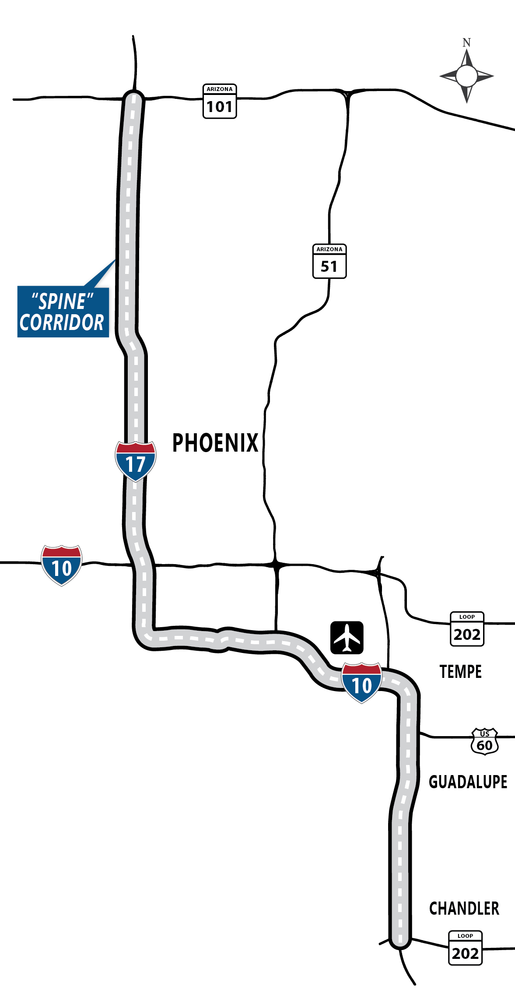 N
ARIZONA
101
ARIZONA
51
“SPINE”
CORRIDOR
PHOENIX
17
10
LOOP
202
TEMPE
10
US
60
GUADALUPE
CHANDLER
LOOP
202